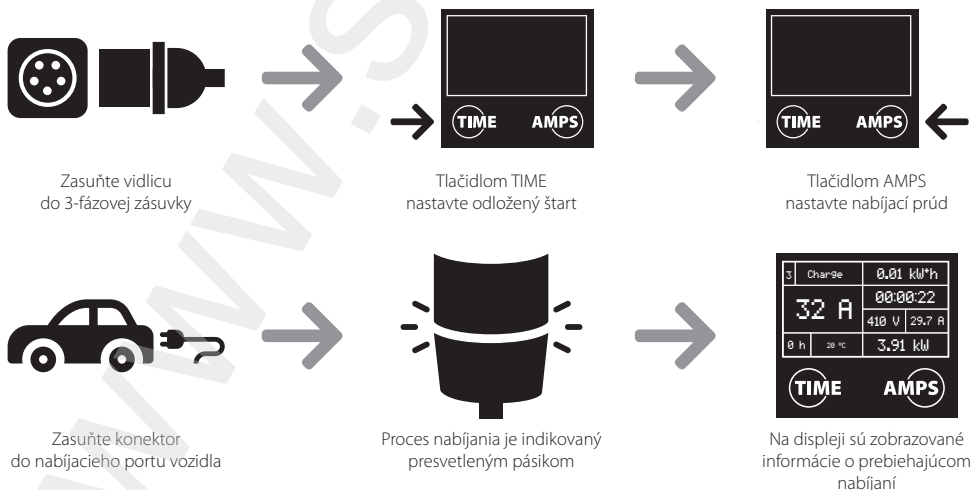 TIME AMPS
TIME AMPS
Zasuňte vidlicu
do 3-fázovej zásuvky
Tlačidlom TIME
nastavte odložený štart
Tlačidlom AMPS
nastavte nabíjací prúd
3 Charge 0.01 kW*h
32 A
00:00:22
410 V 29.7 A
0 h 20 °C 3.91 kW
TIME AMPS
Zasuňte konektor
do nabíjacieho portu vozidla
Proces nabíjania je indikovaný
presvetleným pásikom
Na displeji sú zobrazované
informácie o prebiehajúcom
nabíjaní
www.s